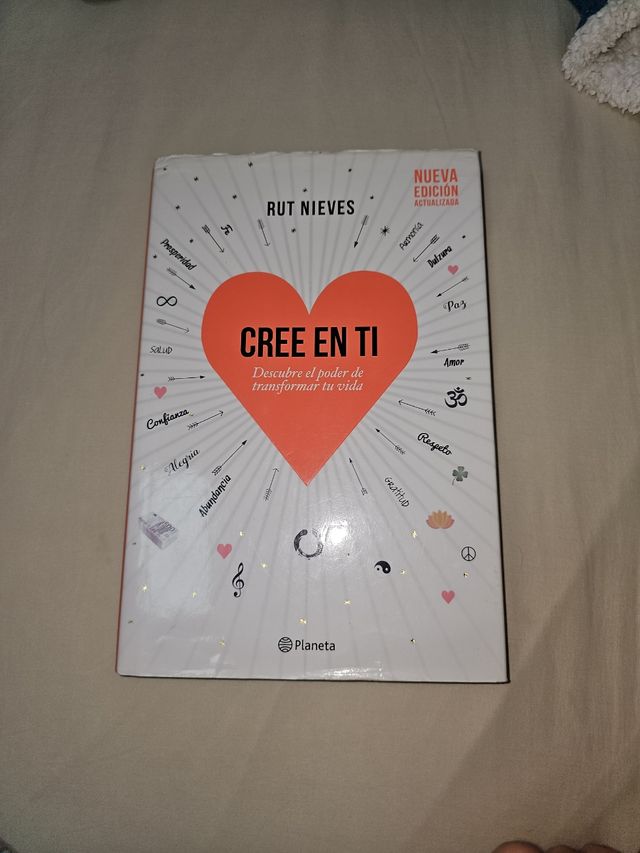 NUEVA
EDICIÓN
ACTUALIZADA
RUT NIEVES
Fe
Armonía
Prosperidad
Dulzura
Paz
CREE EN TI
Descubre el poder de
transformar tu vida
SALUD
Amor
Confianza
Respeto
Alegría
Abundancia
GRATITUD
Planeta